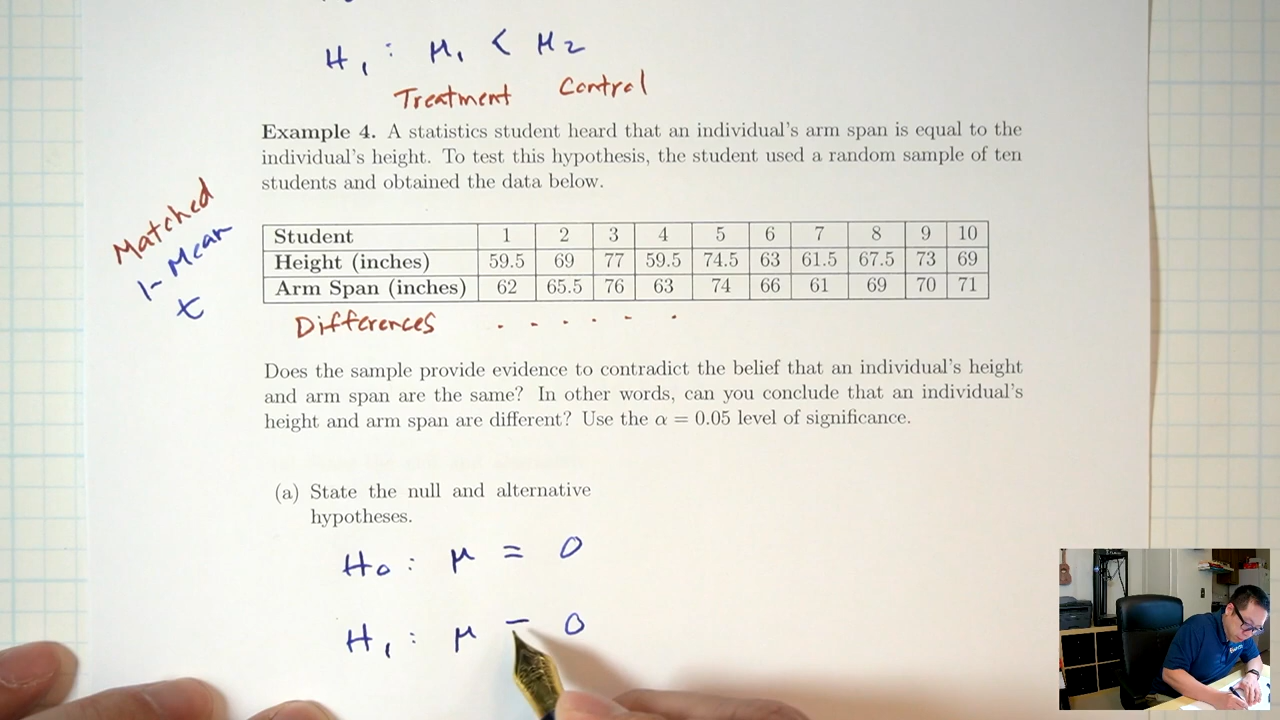 H₁ : μ₁ < μ₂
Treatment Control
Example 4. A statistics student heard that an individual's arm span is equal to the
individual's height. To test this hypothesis, the student used a random sample of ten
students and obtained the data below.
Matched
1-Mean
t
Student 1 2 3 4 5 6 7 8 9 10
Height (inches) 59.5 69 77 59.5 74.5 63 61.5 67.5 73 69
Arm Span (inches) 62 65.5 76 63 74 66 61 69 70 71
Differences . . . . . .
Does the sample provide evidence to contradict the belief that an individual's height
and arm span are the same? In other words, can you conclude that an individual's
height and arm span are different? Use the α = 0.05 level of significance.
(a) State the null and alternative
hypotheses.
H₀ : μ = 0
H₁ : μ − 0